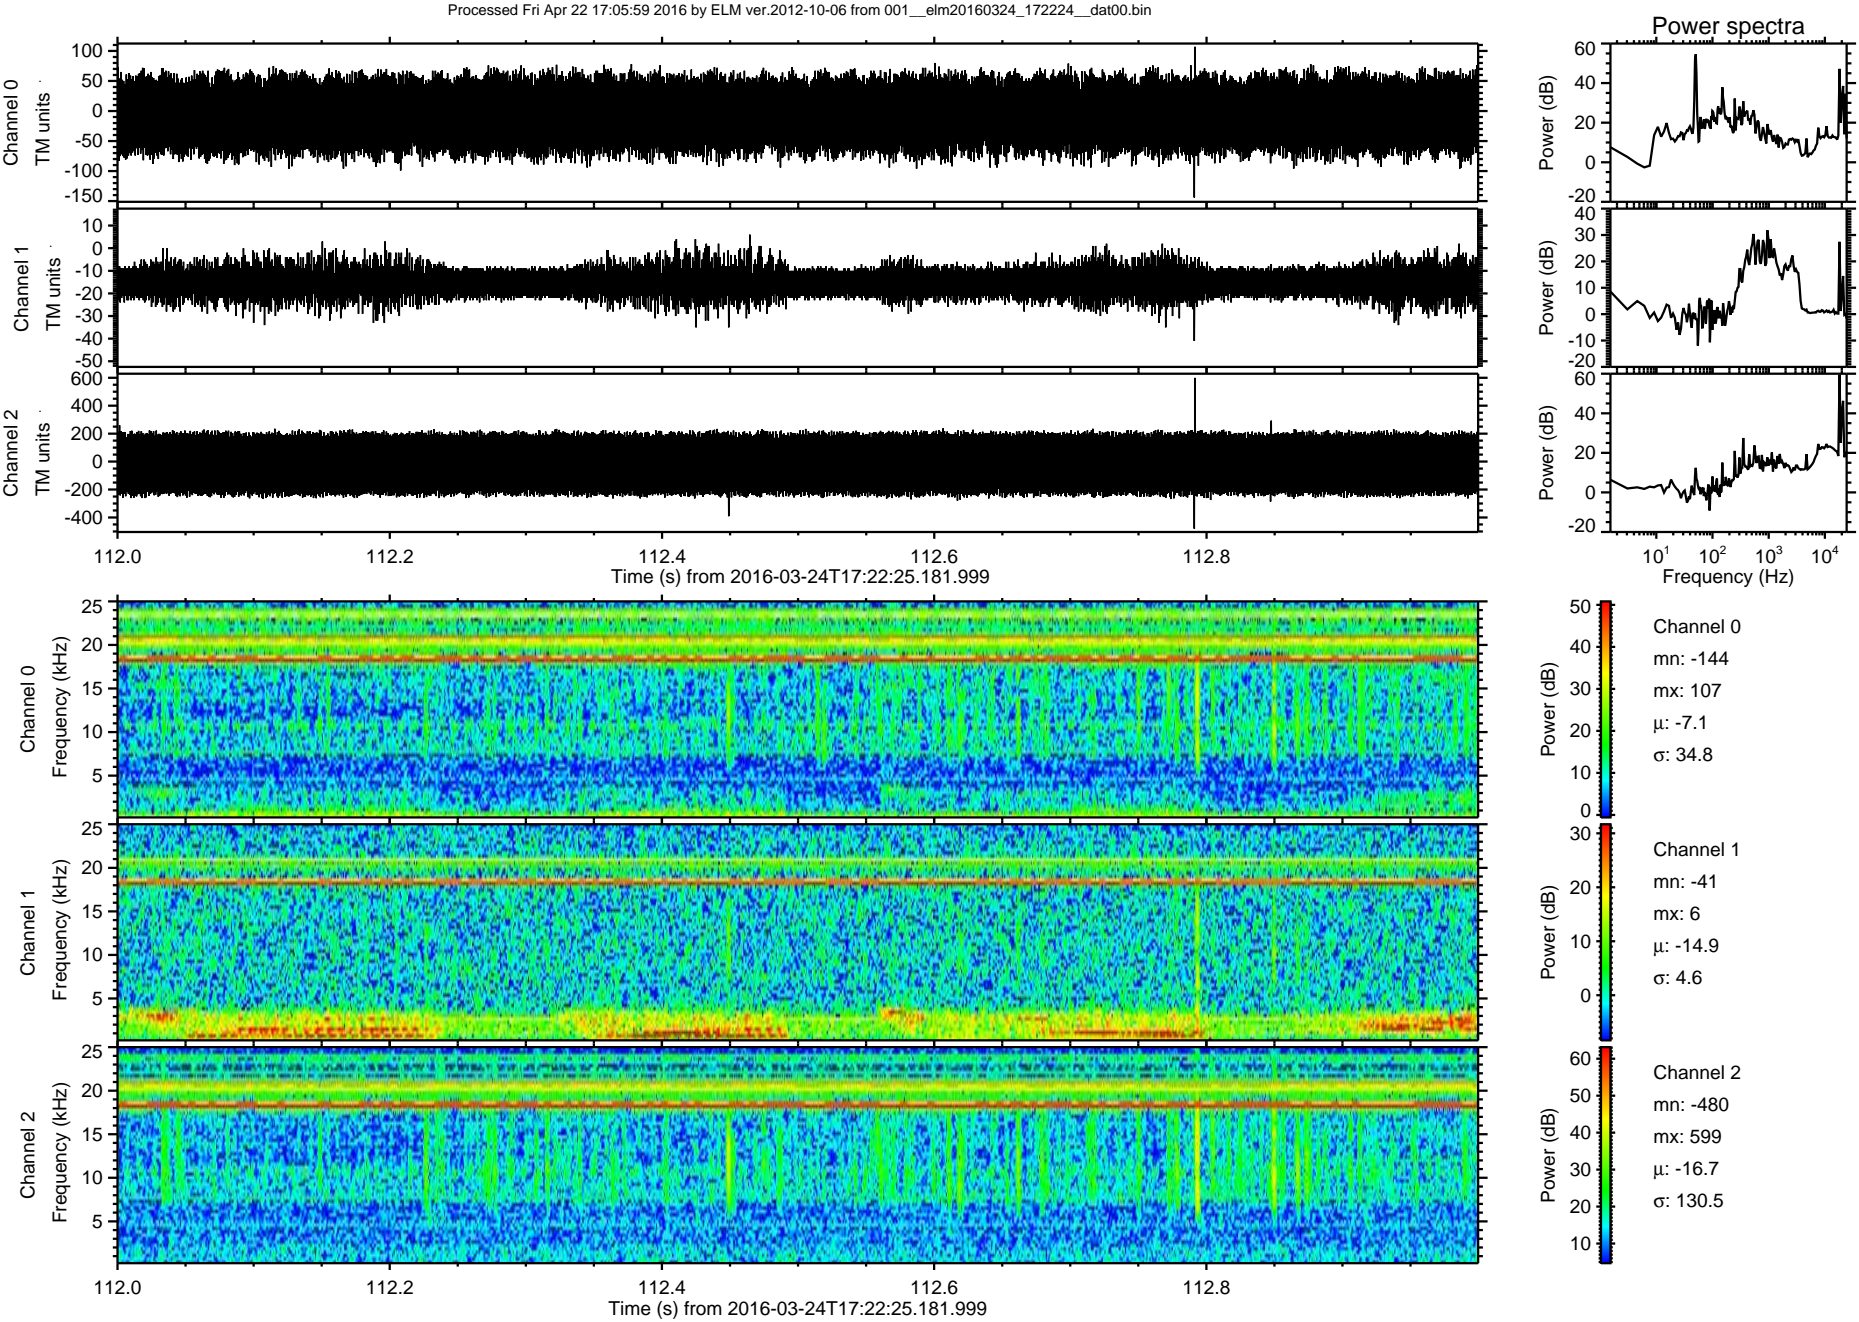 Processed Fri Apr 22 17:05:59 2016 by ELM ver.2012-10-06 from 001__elm20160324_172224__dat00.bin
Power spectra
Channel 0
TM units
100
50
0
-50
-100
-150
Power (dB)
60
40
20
0
-20
Channel 1
TM units
10
0
-10
-20
-30
-40
-50
Power (dB)
40
30
20
10
0
-10
-20
Channel 2
TM units
600
400
200
0
-200
-400
Power (dB)
60
40
20
0
-20
112.0 112.2 112.4 112.6 112.8
Time (s) from 2016-03-24T17:22:25.181.999
10^1 10^2 10^3 10^4
Frequency (Hz)
Channel 0
Frequency (kHz)
25
20
15
10
5
Power (dB)
50
40
30
20
10
0
Channel 0
mn: -144
mx: 107
μ: -7.1
σ: 34.8
Channel 1
Frequency (kHz)
25
20
15
10
5
Power (dB)
30
20
10
0
Channel 1
mn: -41
mx: 6
μ: -14.9
σ: 4.6
Channel 2
Frequency (kHz)
25
20
15
10
5
Power (dB)
60
50
40
30
20
10
Channel 2
mn: -480
mx: 599
μ: -16.7
σ: 130.5
112.0 112.2 112.4 112.6 112.8
Time (s) from 2016-03-24T17:22:25.181.999